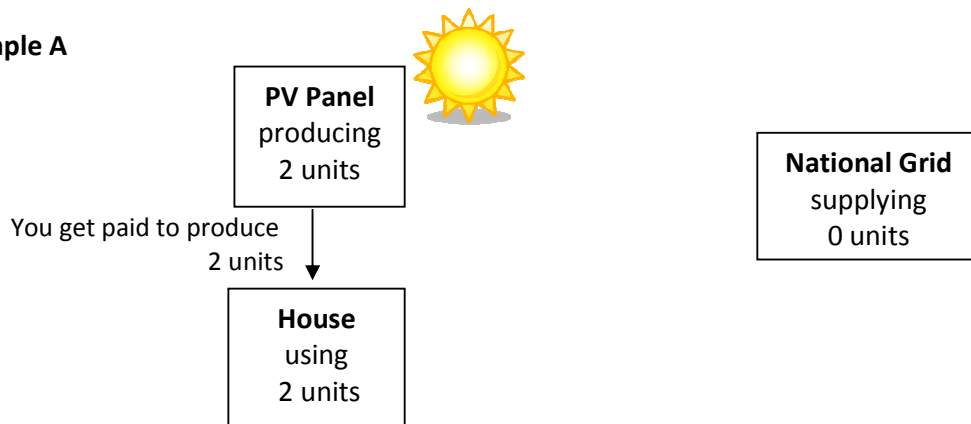 A
PV Panel
producing
2 units
National Grid
supplying
0 units
You get paid to produce
2 units
House
using
2 units